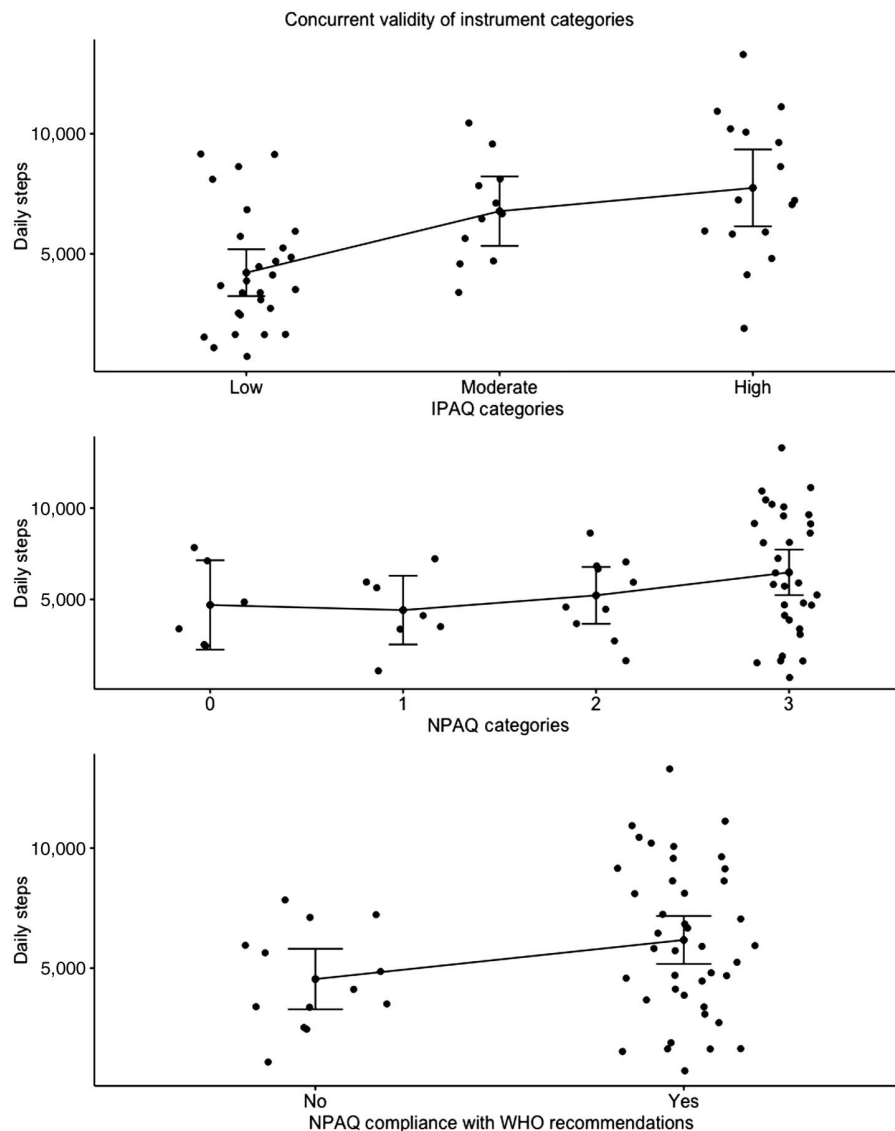 Concurrent validity of instrument categories
10,000
5,000
Daily steps
Low Moderate High
IPAQ categories
10,000
5,000
Daily steps
0 1 2 3
NPAQ categories
10,000
5,000
Daily steps
No Yes
NPAQ compliance with WHO recommendations